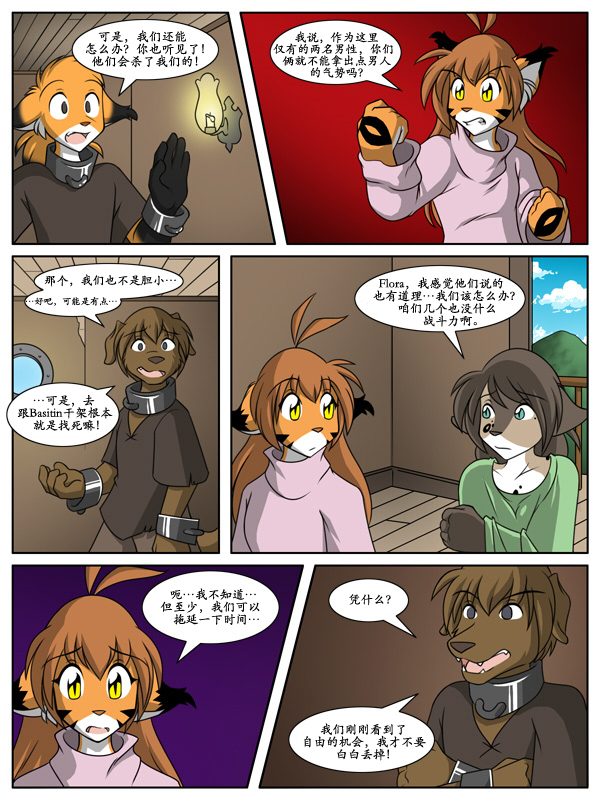 可是，我们还能
怎么办？你也听见了！
他们会杀了我们的！
我说，作为这里
仅有的两名男性，你们
俩就不能拿出点男人
的气势吗？
那个，我们也不是胆小…
…好吧，可能是有点…
…可是，去
跟Basitin干架根本
就是找死嘛！
Flora，我感觉他们说的
也有道理…我们该怎么办？
咱们几个也没什么
战斗力啊。
呃…我不知道…
但至少，我们可以
拖延一下时间…
凭什么？
我们刚刚看到了
自由的机会，我才不要
白白丢掉！